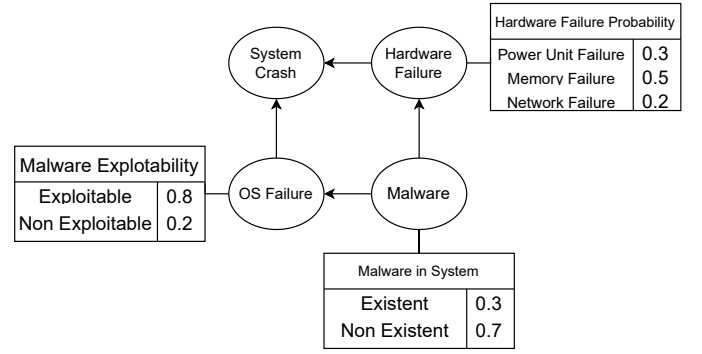 Hardware Failure Probability
Power Unit Failure 0.3
Memory Failure 0.5
Network Failure 0.2
System
Crash
Hardware
Failure
Malware Explotability
Exploitable 0.8
Non Exploitable 0.2
OS Failure
Malware
Malware in System
Existent 0.3
Non Existent 0.7